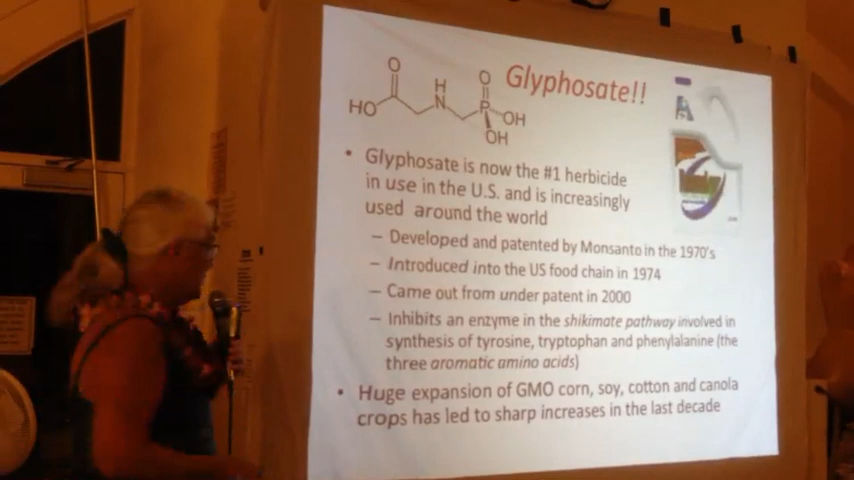 Glyphosate!!
O
H
O
HO
N
P
OH
OH
• Glyphosate is now the #1 herbicide
in use in the U.S. and is increasingly
used around the world
– Developed and patented by Monsanto in the 1970's
– Introduced into the US food chain in 1974
– Came out from under patent in 2000
– Inhibits an enzyme in the shikimate pathway involved in
synthesis of tyrosine, tryptophan and phenylalanine (the
three aromatic amino acids)
• Huge expansion of GMO corn, soy, cotton and canola
crops has led to sharp increases in the last decade